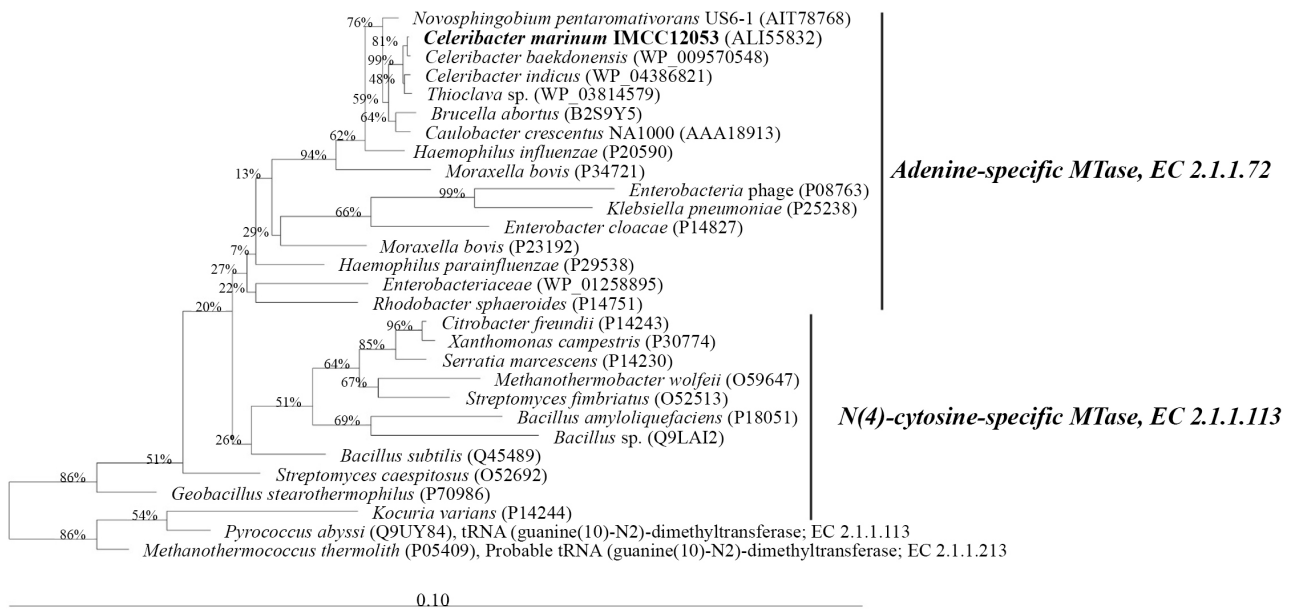 76%
Novosphingobium pentaromativorans US6-1 (AIT78768)
81%
Celeribacter marinum IMCC12053 (ALI55832)
99%
Celeribacter baekdonensis (WP_009570548)
48%
Celeribacter indicus (WP_04386821)
Thioclava sp. (WP_03814579)
59%
64%
Brucella abortus (B2S9Y5)
Caulobacter crescentus NA1000 (AAA18913)
62%
Haemophilus influenzae (P20590)
94%
Moraxella bovis (P34721)
Adenine-specific MTase, EC 2.1.1.72
13%
99%
Enterobacteria phage (P08763)
Klebsiella pneumoniae (P25238)
66%
Enterobacter cloacae (P14827)
29%
Moraxella bovis (P23192)
7%
Haemophilus parainfluenzae (P29538)
27%
22%
Enterobacteriaceae (WP_01258895)
Rhodobacter sphaeroides (P14751)
20%
96%
Citrobacter freundii (P14243)
85%
Xanthomonas campestris (P30774)
64%
Serratia marcescens (P14230)
67%
Methanothermobacter wolfeii (O59647)
Streptomyces fimbriatus (O52513)
51%
69%
Bacillus amyloliquefaciens (P18051)
N(4)-cytosine-specific MTase, EC 2.1.1.113
Bacillus sp. (Q9LAI2)
26%
Bacillus subtilis (Q45489)
51%
Streptomyces caespitosus (O52692)
86%
Geobacillus stearothermophilus (P70986)
54%
Kocuria varians (P14244)
86%
Pyrococcus abyssi (Q9UY84), tRNA (guanine(10)-N2)-dimethyltransferase; EC 2.1.1.113
Methanothermococcus thermolith (P05409), Probable tRNA (guanine(10)-N2)-dimethyltransferase; EC 2.1.1.213
0.10